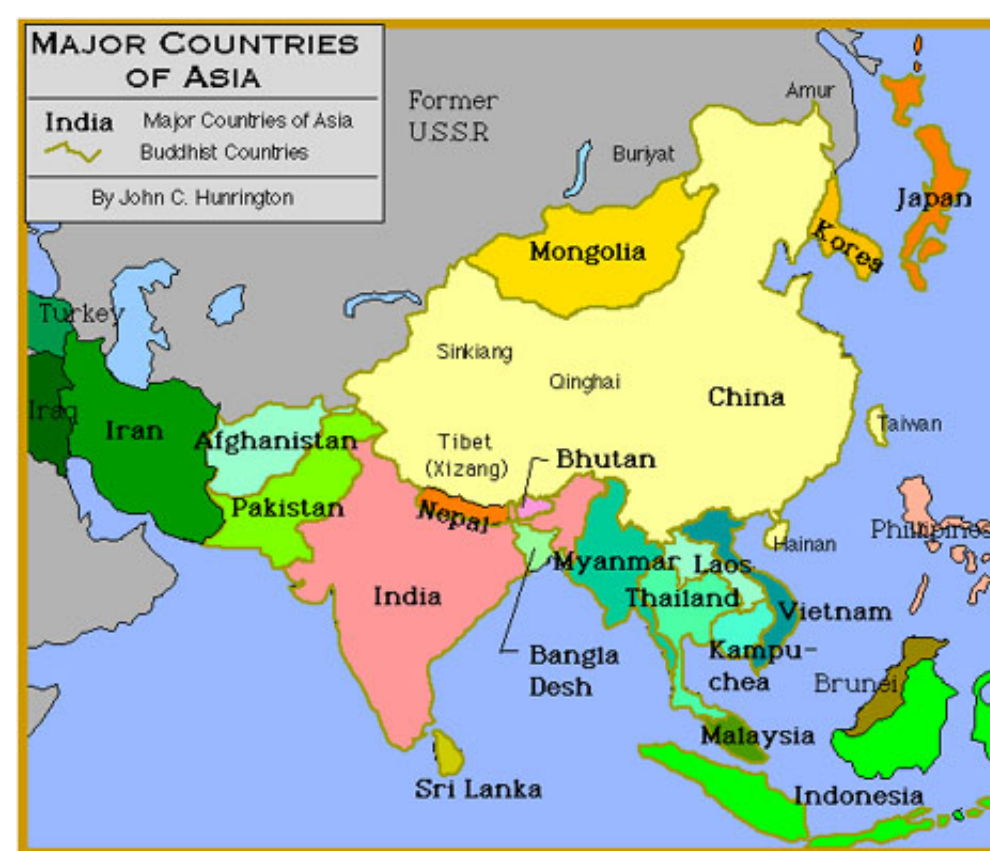 MAJOR COUNTRIES
OF ASIA
India Major Countries of Asia
Buddhist Countries
By John C. Hunrington
Former
U.S.S.R
Amur
Buriyat
Japan
Korea
Mongolia
Turkey
Sinkiang
Qinghai
China
Iraq
Iran
Afghanistan
Tibet
(Xizang)
Taiwan
Bhutan
Pakistan
Nepal
Phillipines
Hainan
Myanmar
Laos
India
Thailand
Vietnam
Bangla
Desh
Kampu-
chea
Brunei
Malaysia
Sri Lanka
Indonesia